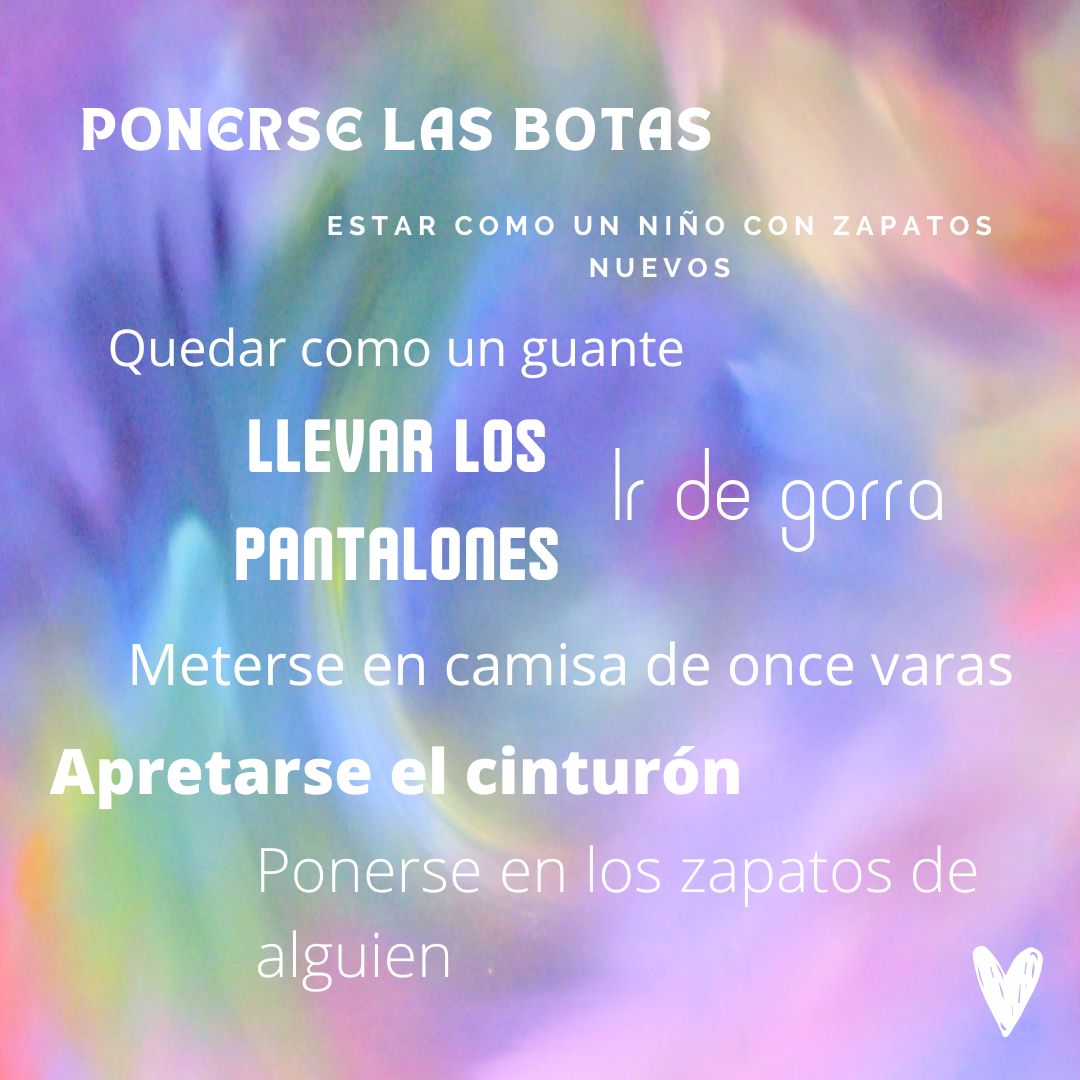 PONERSE LAS BOTAS
ESTAR COMO UN NIÑO CON ZAPATOS
NUEVOS
Quedar como un guante
LLEVAR LOS
PANTALONES
Ir de gorra
Meterse en camisa de once varas
Apretarse el cinturón
Ponerse en los zapatos de
alguien